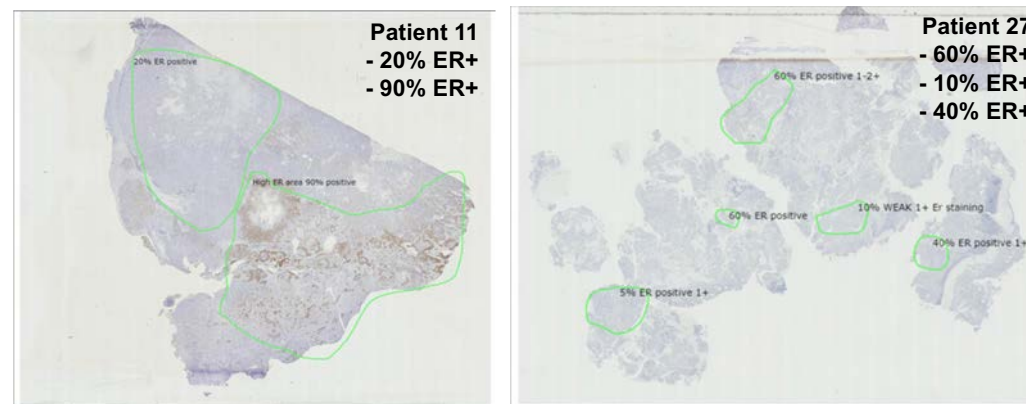 Patient 11
- 20% ER+
- 90% ER+
20% ER positive
High ER area 90% positive
Patient 27
- 60% ER+
- 10% ER+
- 40% ER+
60% ER positive 1-2+
60% ER positive
10% WEAK 1+ Er staining
40% ER positive 1+
5% ER positive 1+